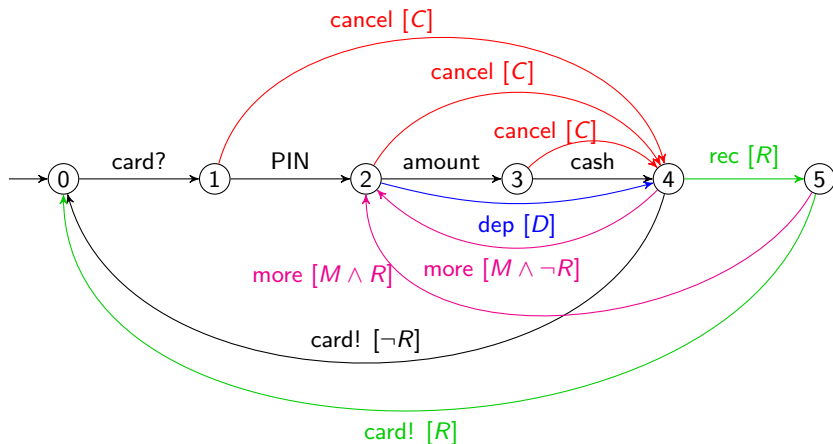 cancel [C]
cancel [C]
cancel [C]
card? PIN amount cash rec [R]
0 1 2 3 4 5
dep [D]
more [M ∧ R] more [M ∧ ¬R]
card! [¬R]
card! [R]